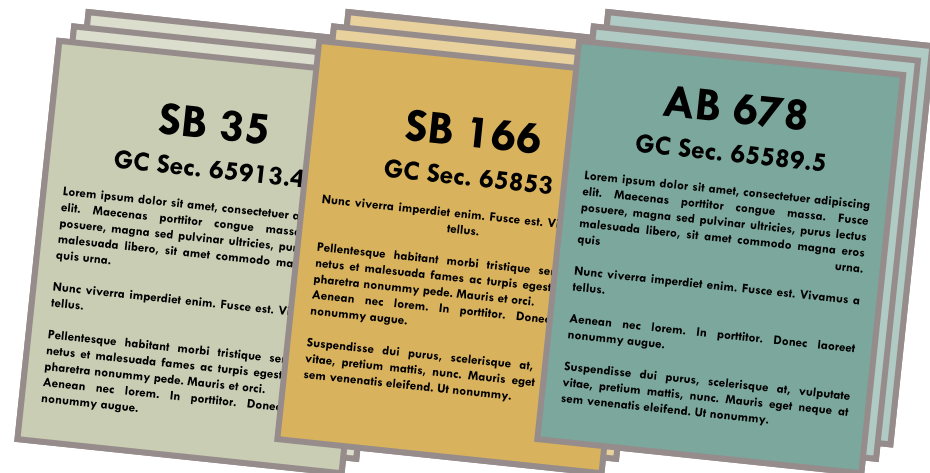 SB 35
GC Sec. 65913.4
Lorem ipsum dolor sit amet, consectetuer
elit. Maecenas porttitor congue
posuere, magna sed pulvinar ultricies,
malesuada libero, sit amet commodo
quis urna.
Nunc viverra imperdiet enim. Fusce est.
tellus.
Pellentesque habitant morbi tristique
netus et malesuada fames ac turpis
pharetra nonummy pede. Mauris et orci.
Aenean nec lorem. In porttitor.
nonummy augue.
SB 166
GC Sec. 65853
Nunc viverra imperdiet enim. Fusce est.
tellus.
Pellentesque habitant morbi tristique
netus et malesuada fames ac turpis
pharetra nonummy pede. Mauris et orci.
Aenean nec lorem. In porttitor.
nonummy augue.
Suspendisse dui purus, scelerisque at,
vitae, pretium mattis, nunc. Mauris eget
sem venenatis eleifend. Ut nonummy.
AB 678
GC Sec. 65589.5
Lorem ipsum dolor sit amet, consectetuer adipiscing
elit. Maecenas porttitor congue massa. Fusce
posuere, magna sed pulvinar ultricies, purus lectus
malesuada libero, sit amet commodo magna eros
quis
urna.
Nunc viverra imperdiet enim. Fusce est. Vivamus a
tellus.
Aenean nec lorem. In porttitor. Donec laoreet
nonummy augue.
Suspendisse dui purus, scelerisque at, vulputate
vitae, pretium mattis, nunc. Mauris eget neque at
sem venenatis eleifend. Ut nonummy.